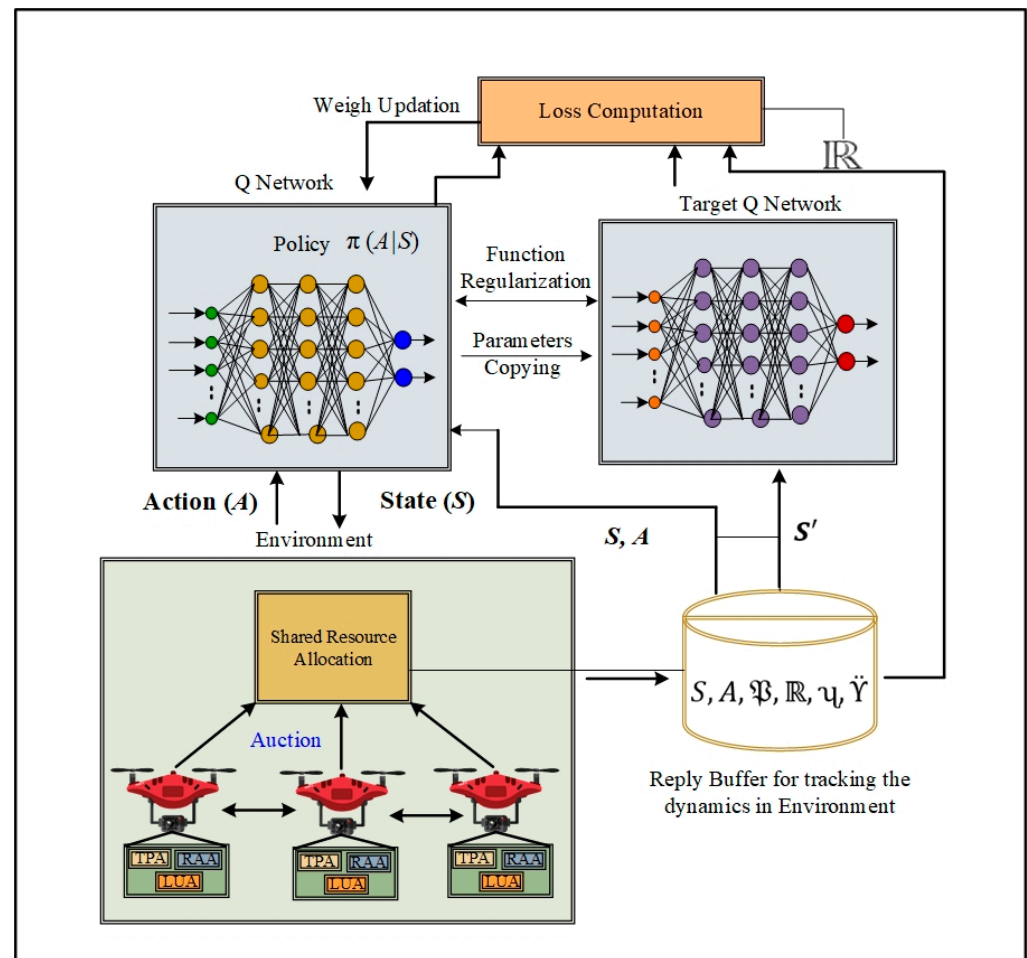 Weigh Updation
Loss Computation
ℝ
Q Network
Target Q Network
Policy π (A|S)
Function
Regularization
Parameters
Copying
Action (A)
State (S)
Environment
S, A
S′
Shared Resource
Allocation
S, A, 𝔓, ℝ, ɥ, Ϋ
Auction
Reply Buffer for tracking the
dynamics in Environment
TPA RAA
LUA
TPA RAA
LUA
TPA RAA
LUA